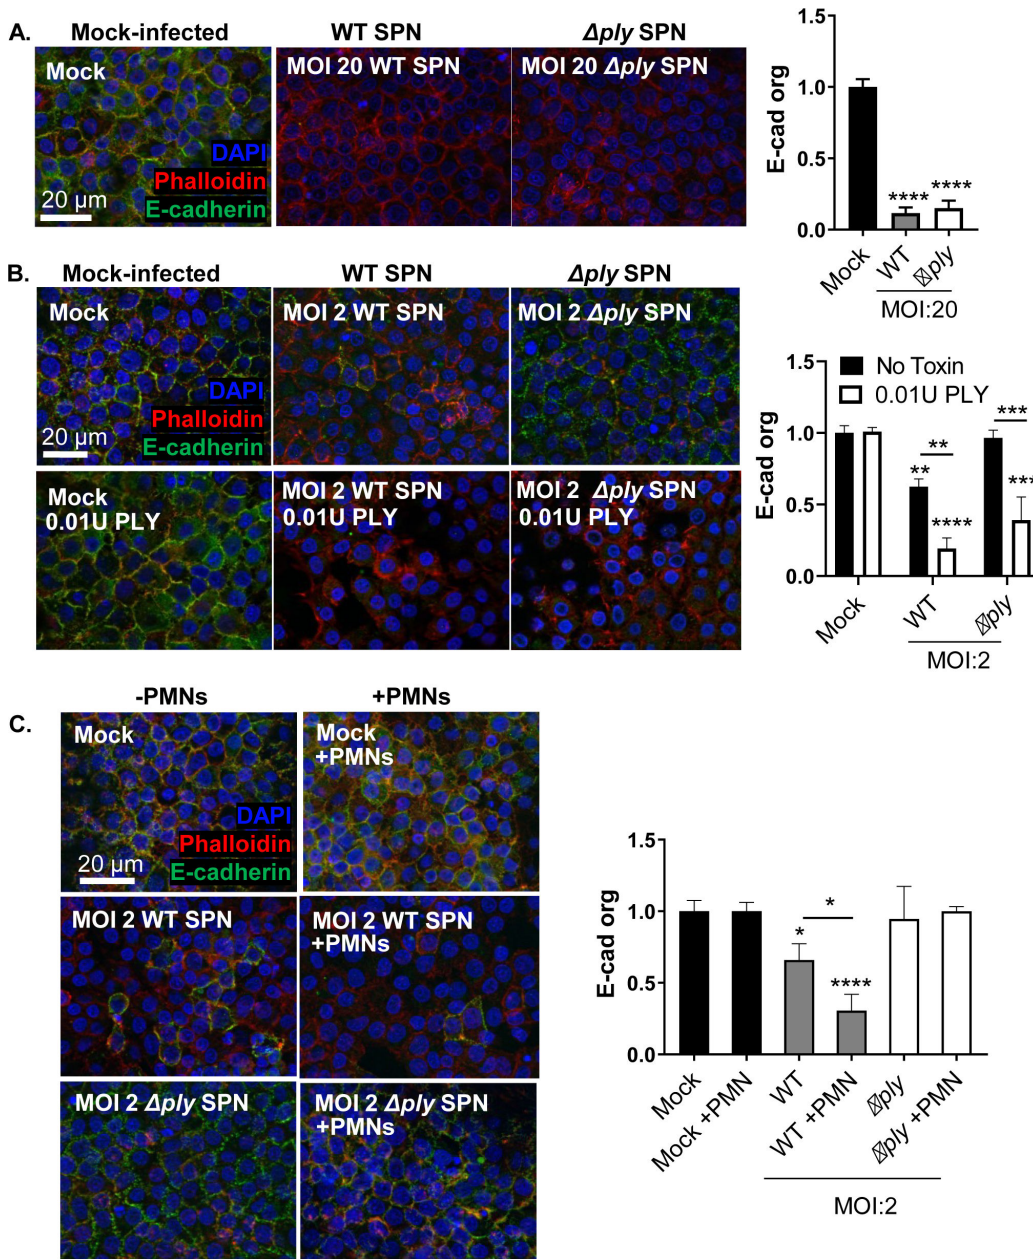 A.
Mock-infected
WT SPN
Δply SPN
Mock
MOI 20 WT SPN
MOI 20 Δply SPN
DAPI
Phalloidin
E-cadherin
20 μm
E-cad org
1.5
1.0
0.5
0.0
****
****
Mock
WT
ply
MOI:20
B.
Mock-infected
WT SPN
Δply SPN
Mock
MOI 2 WT SPN
MOI 2 Δply SPN
DAPI
Phalloidin
E-cadherin
20 μm
Mock
0.01U PLY
MOI 2 WT SPN
0.01U PLY
MOI 2 Δply SPN
0.01U PLY
No Toxin
0.01U PLY
E-cad org
1.5
1.0
0.5
0.0
**
**
****
***
***
Mock
WT
ply
MOI:2
C.
-PMNs
+PMNs
Mock
Mock
+PMNs
DAPI
Phalloidin
E-cadherin
20 μm
MOI 2 WT SPN
MOI 2 WT SPN
+PMNs
MOI 2 Δply SPN
MOI 2 Δply SPN
+PMNs
E-cad org
1.5
1.0
0.5
0.0
*
*
****
Mock
Mock +PMN
WT
WT +PMN
ply
ply +PMN
MOI:2